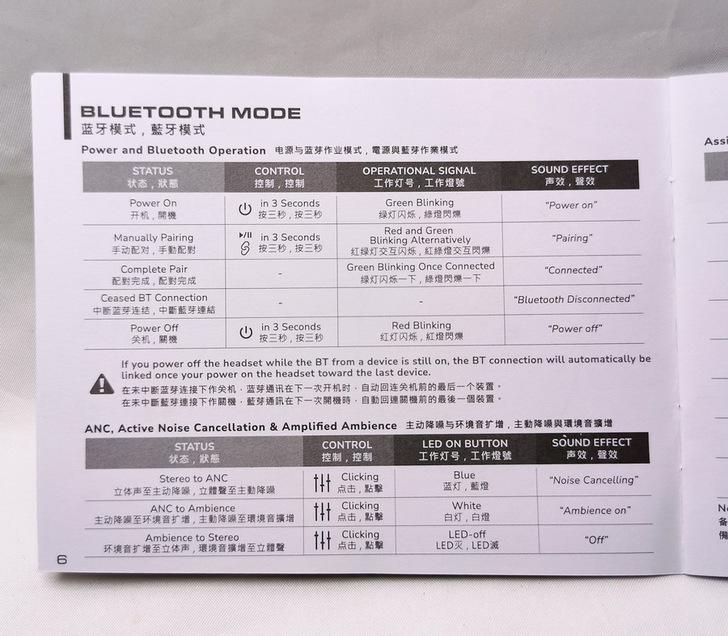 BLUETOOTH MODE
蓝牙模式 , 藍牙模式
Power and Bluetooth Operation 电源与蓝芽作业模式 , 電源與藍芽作業模式
STATUS CONTROL OPERATIONAL SIGNAL SOUND EFFECT
状态 , 狀態 控制 , 控制 工作灯号 , 工作燈號 声效 , 聲效
Power On in 3 Seconds Green Blinking "Power on"
开机 , 開機 按三秒 , 按三秒 绿灯闪烁 , 綠燈閃爍
Manually Pairing in 3 Seconds Red and Green Blinking Alternatively "Pairing"
手动配对 , 手動配對 按三秒 , 按三秒 红绿灯交互闪烁 , 紅綠燈交互閃爍
Complete Pair - Green Blinking Once Connected "Connected"
配對完成 , 配對完成 绿灯闪烁一下 , 綠燈閃爍一下
Ceased BT Connection - - "Bluetooth Disconnected"
中断蓝芽连结 , 中斷藍芽連結
Power Off in 3 Seconds Red Blinking "Power off"
关机 , 關機 按三秒 , 按三秒 红灯闪烁 , 紅燈閃爍
If you power off the headset while the BT from a device is still on, the BT connection will automatically be
linked once your power on the headset toward the last device.
在未中断蓝芽连接下作关机 , 蓝芽通讯在下一次开机时 , 自动回连关机前的最后一个装置。
在未中斷藍芽連接下作關機 , 藍芽通訊在下一次開機時 , 自動回連關機前的最後一個裝置。
ANC, Active Noise Cancellation & Amplified Ambience 主动降噪与环境音扩增 , 主動降噪與環境音擴增
STATUS CONTROL LED ON BUTTON SOUND EFFECT
状态 , 狀態 控制 , 控制 工作灯号 , 工作燈號 声效 , 聲效
Stereo to ANC Clicking Blue "Noise Cancelling"
立体声至主动降噪 , 立體聲至主動降噪 点击 , 點擊 蓝灯 , 藍燈
ANC to Ambience Clicking White "Ambience on"
主动降噪至环境音扩增 , 主動降噪至環境音擴增 点击 , 點擊 白灯 , 白燈
Ambience to Stereo Clicking LED-off "Off"
环境音扩增至立体声 , 環境音擴增至立體聲 点击 , 點擊 LED灭 , LED滅
6